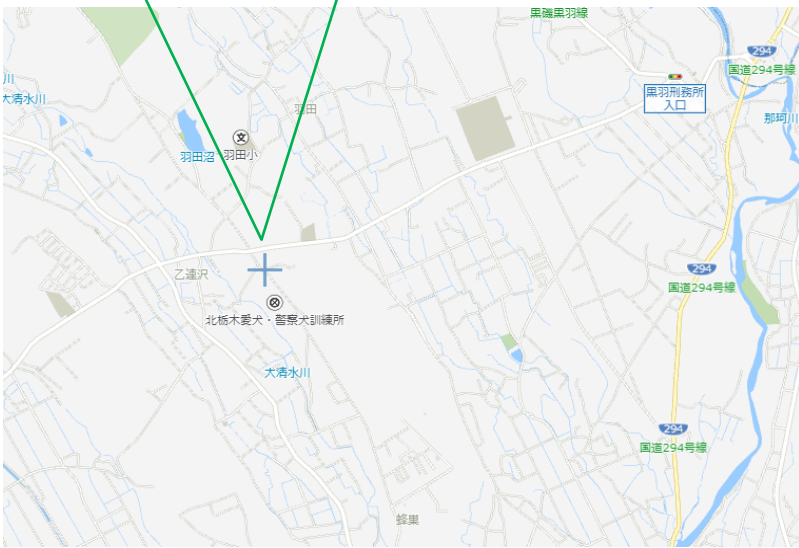 黒磯黒羽線
294
国道294号線
黒羽刑務所
入口
那珂川
川
大清水川
羽田
文
羽田沼
羽田小
乙連沢
294
国道294号線
北栃木愛犬・警察犬訓練所
大清水川
294
国道294号線
蜂巣